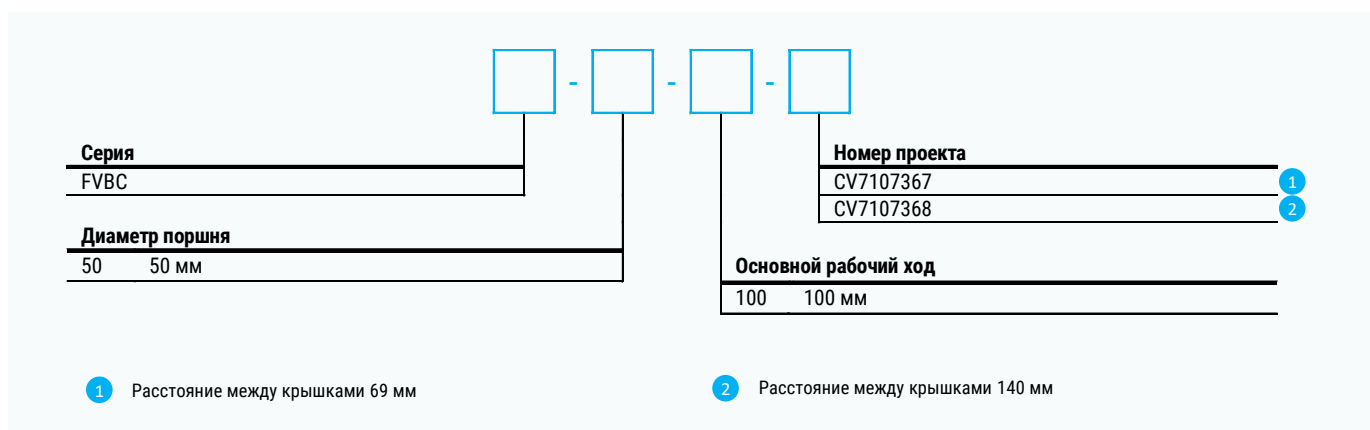 - - -
Серия
FVBC
Диаметр поршня
50 50 мм
Номер проекта
CV7107367 1
CV7107368 2
Основной рабочий ход
100 100 мм
1 Расстояние между крышками 69 мм
2 Расстояние между крышками 140 мм